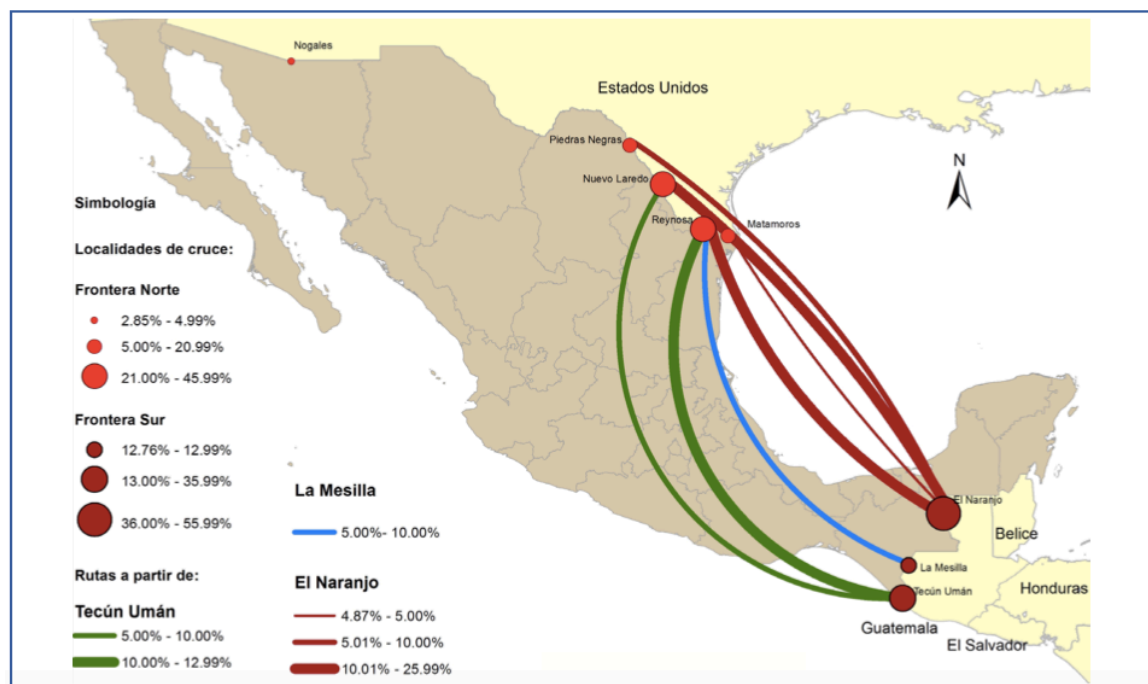 Nogales
Estados Unidos
Piedras Negras
Nuevo Laredo
Reynosa
Matamoros
N
El Naranjo
Belice
La Mesilla
Tecún Umán
Honduras
Guatemala
El Salvador
Simbología
Localidades de cruce:
Frontera Norte
2.85% - 4.99%
5.00% - 20.99%
21.00% - 45.99%
Frontera Sur
12.76% - 12.99%
13.00% - 35.99%
36.00% - 55.99%
Rutas a partir de:
Tecún Umán
5.00% - 10.00%
10.00% - 12.99%
La Mesilla
5.00%- 10.00%
El Naranjo
4.87% - 5.00%
5.01% - 10.00%
10.01% - 25.99%